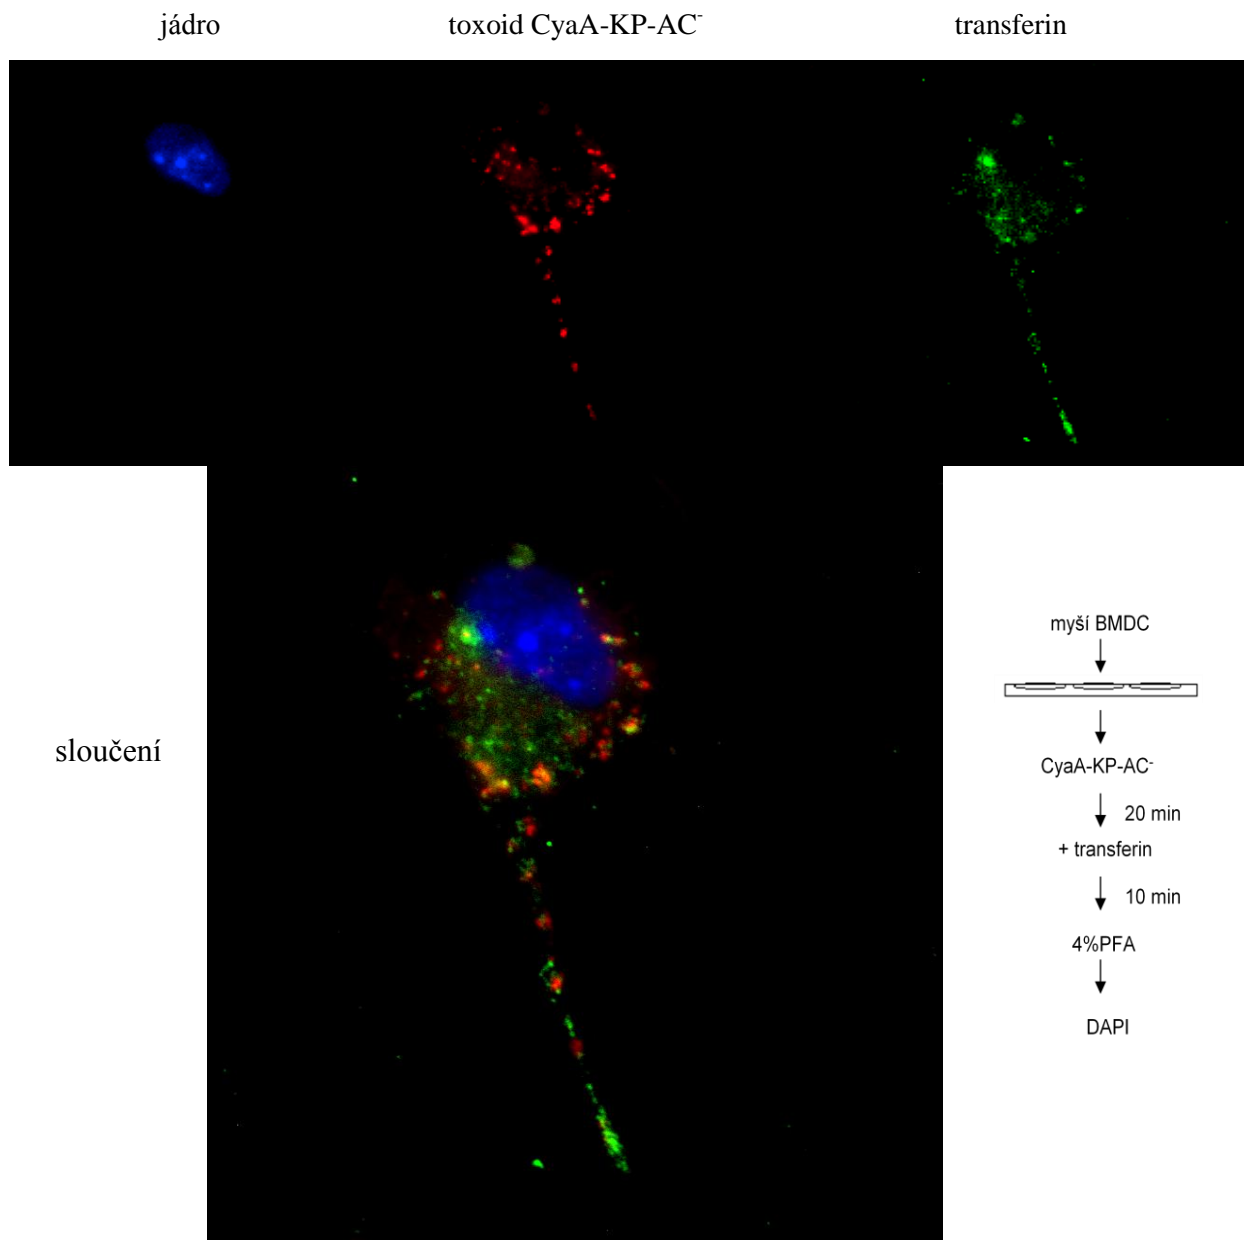 jádro
toxoid CyaA-KP-AC⁻
transferin
sloučení
myší BMDC
CyaA-KP-AC⁻
20 min
+ transferin
10 min
4%PFA
DAPI